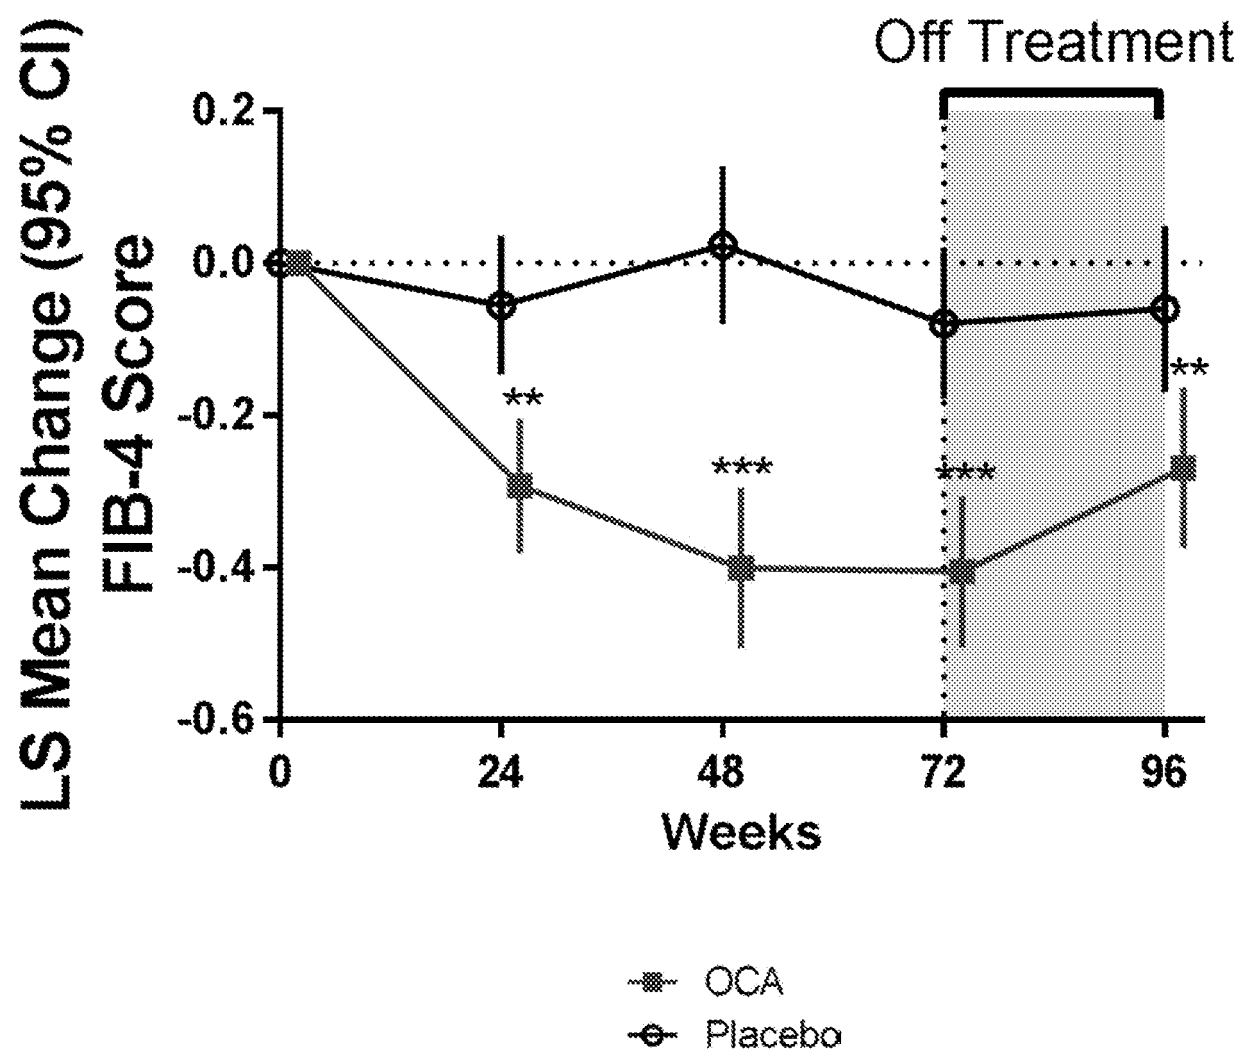 Off Treatment
LS Mean Change (95% CI)
FIB-4 Score
0.2
0.0
-0.2
-0.4
-0.6
**
***
***
**
0 24 48 72 96
Weeks
OCA
Placebo